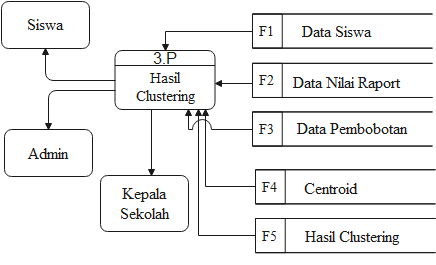 Siswa
F1 Data Siswa
3.P
Hasil
Clustering
F2 Data Nilai Raport
F3 Data Pembobotan
Admin
Kepala
Sekolah
F4 Centroid
F5 Hasil Clustering